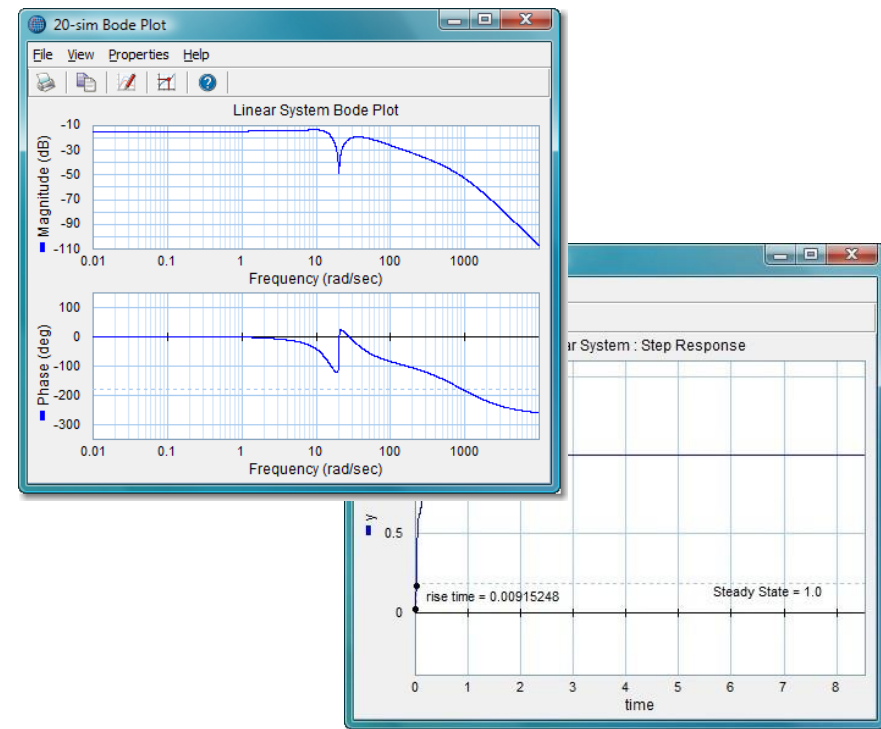 20-sim Bode Plot
File View Properties Help
Linear System Bode Plot
Magnitude (dB)
-10
-30
-50
-70
-90
-110
0.01 0.1 1 10 100 1000
Frequency (rad/sec)
Phase (deg)
100
0
-100
-200
-300
0.01 0.1 1 10 100 1000
Frequency (rad/sec)
ar System : Step Response
y
0.5
0
rise time = 0.00915248
Steady State = 1.0
0 1 2 3 4 5 6 7 8
time